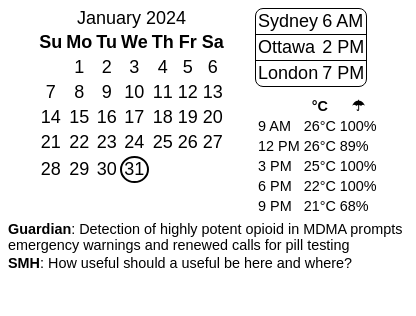 January 2024
Su Mo Tu We Th Fr Sa
1 2 3 4 5 6
7 8 9 10 11 12 13
14 15 16 17 18 19 20
21 22 23 24 25 26 27
28 29 30 31
Sydney 6 AM
Ottawa 2 PM
London 7 PM
°C ☂
9 AM 26°C 100%
12 PM 26°C 89%
3 PM 25°C 100%
6 PM 22°C 100%
9 PM 21°C 68%
Guardian: Detection of highly potent opioid in MDMA prompts
emergency warnings and renewed calls for pill testing
SMH: How useful should a useful be here and where?